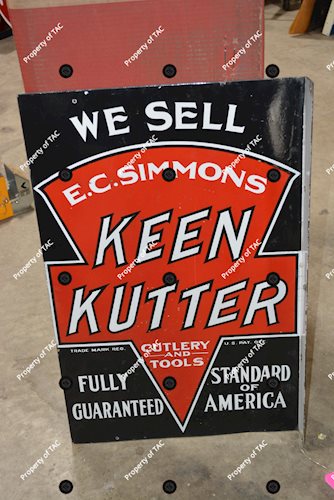 WE SELL
E.C. SIMMONS
KEEN
KUTTER
TRADE MARK REG.
U.S. PAT. OFF.
CUTLERY
AND
TOOLS
FULLY
GUARANTEED
STANDARD
OF
AMERICA
Property of TAC